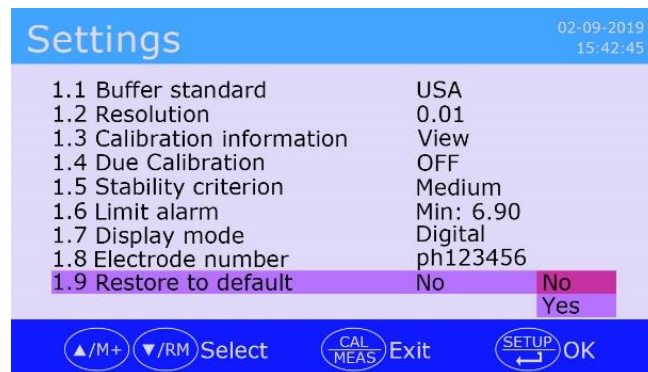 Settings 02-09-2019
15:42:45
1.1 Buffer standard USA
1.2 Resolution 0.01
1.3 Calibration information View
1.4 Due Calibration OFF
1.5 Stability criterion Medium
1.6 Limit alarm Min: 6.90
1.7 Display mode Digital
1.8 Electrode number ph123456
1.9 Restore to default No No
Yes
▲/M+ ▼/RM Select CAL MEAS Exit SETUP ↵ OK